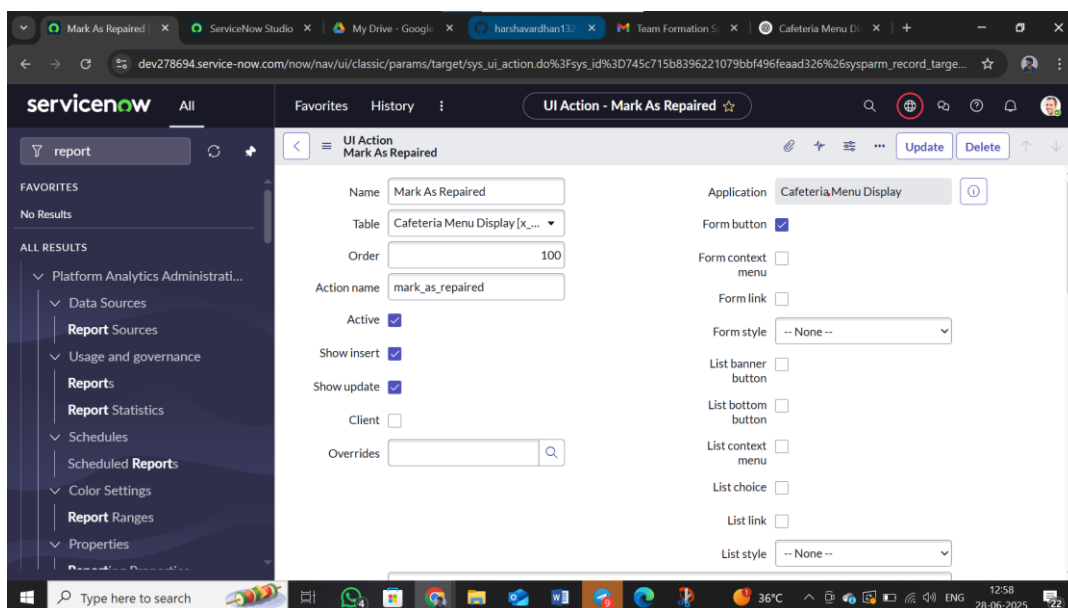 Mark As Repaired
ServiceNow Studio
My Drive - Google
harshavardhan132
Team Formation S
Cafeteria Menu Di
dev278694.service-now.com/now/nav/ui/classic/params/target/sys_ui_action.do%3Fsys_id%3D745c715b8396221079bbf496feaad326%26sysparm_record_targe...
servicenow
All
Favorites
History
UI Action - Mark As Repaired
report
UI Action
Mark As Repaired
Update
Delete
FAVORITES
No Results
ALL RESULTS
Platform Analytics Administrati...
Data Sources
Report Sources
Usage and governance
Reports
Report Statistics
Schedules
Scheduled Reports
Color Settings
Report Ranges
Properties
Name
Mark As Repaired
Table
Cafeteria Menu Display [x_...
Order
100
Action name
mark_as_repaired
Active
Show insert
Show update
Client
Overrides
Application
Cafeteria Menu Display
Form button
Form context
menu
Form link
Form style
-- None --
List banner
button
List bottom
button
List context
menu
List choice
List link
List style
-- None --
Type here to search
4
1
36°C
ENG
12:58
28-06-2025
22